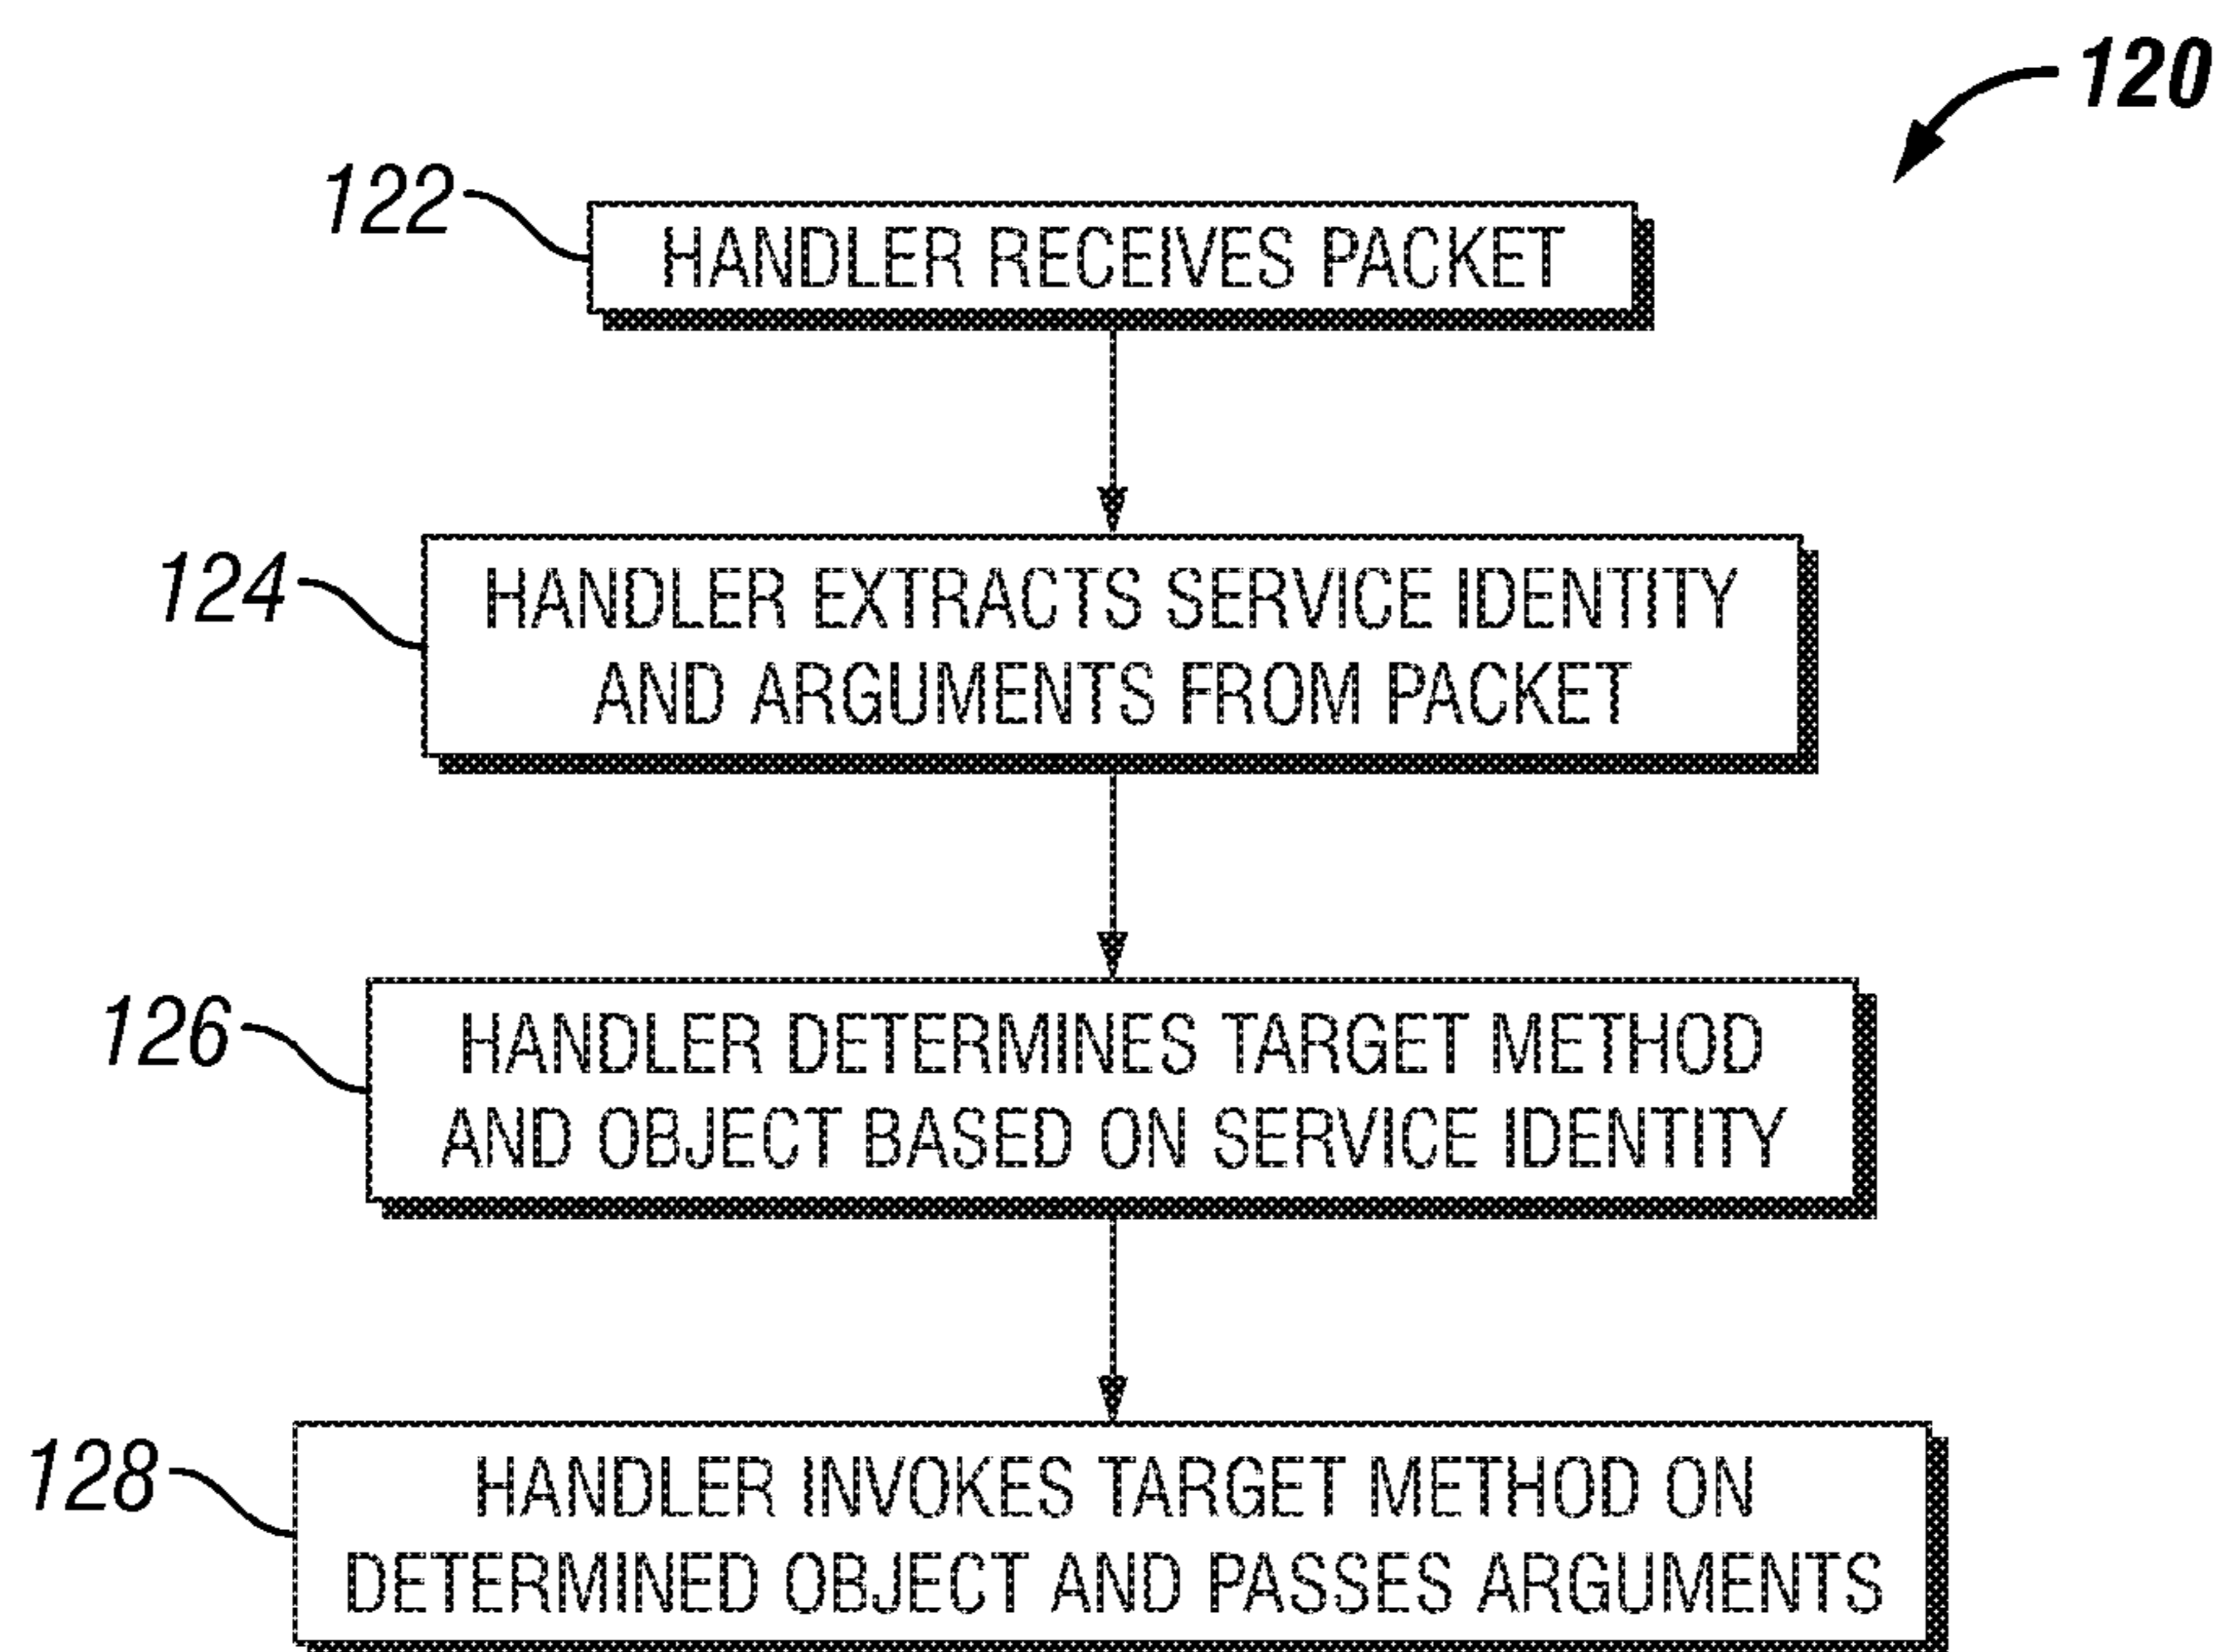 120
122
HANDLER RECEIVES PACKET
124
HANDLER EXTRACTS SERVICE IDENTITY
AND ARGUMENTS FROM PACKET
126
HANDLER DETERMINES TARGET METHOD
AND OBJECT BASED ON SERVICE IDENTITY
128
HANDLER INVOKES TARGET METHOD ON
DETERMINED OBJECT AND PASSES ARGUMENTS